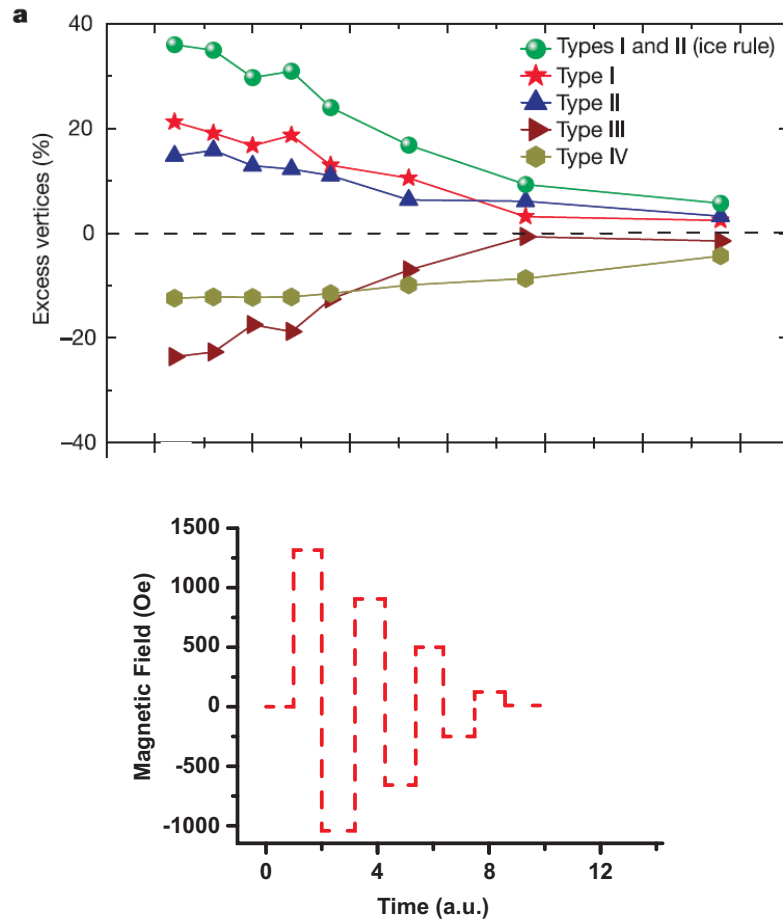 a
40
20
0
–20
–40
Excess vertices (%)
Types I and II (ice rule)
Type I
Type II
Type III
Type IV
1500
1000
500
0
-500
-1000
Magnetic Field (Oe)
0 4 8 12
Time (a.u.)